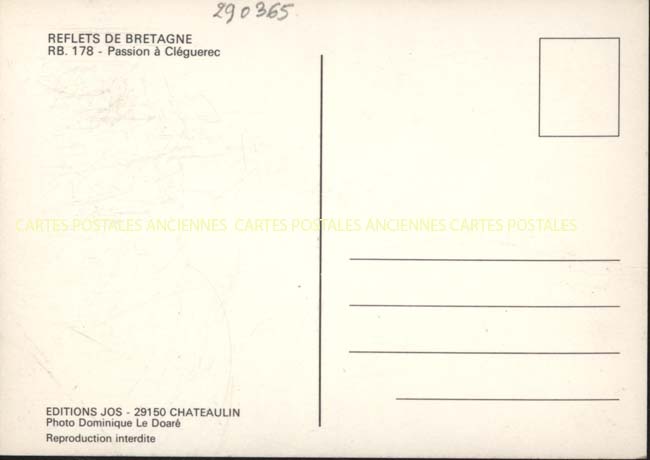 290365
REFLETS DE BRETAGNE
RB. 178 - Passion à Cléguerec
CARTES POSTALES ANCIENNES CARTES POSTALES ANCIENNES CARTES POSTALES
EDITIONS JOS - 29150 CHATEAULIN
Photo Dominique Le Doaré
Reproduction interdite